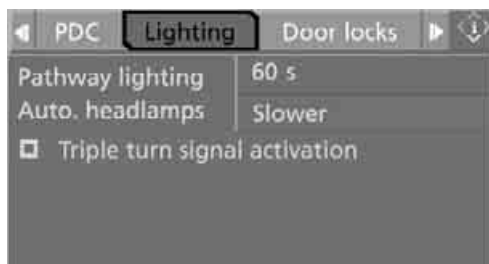 PDC Lighting Door locks
Pathway lighting 60 s
Auto. headlamps Slower
Triple turn signal activation